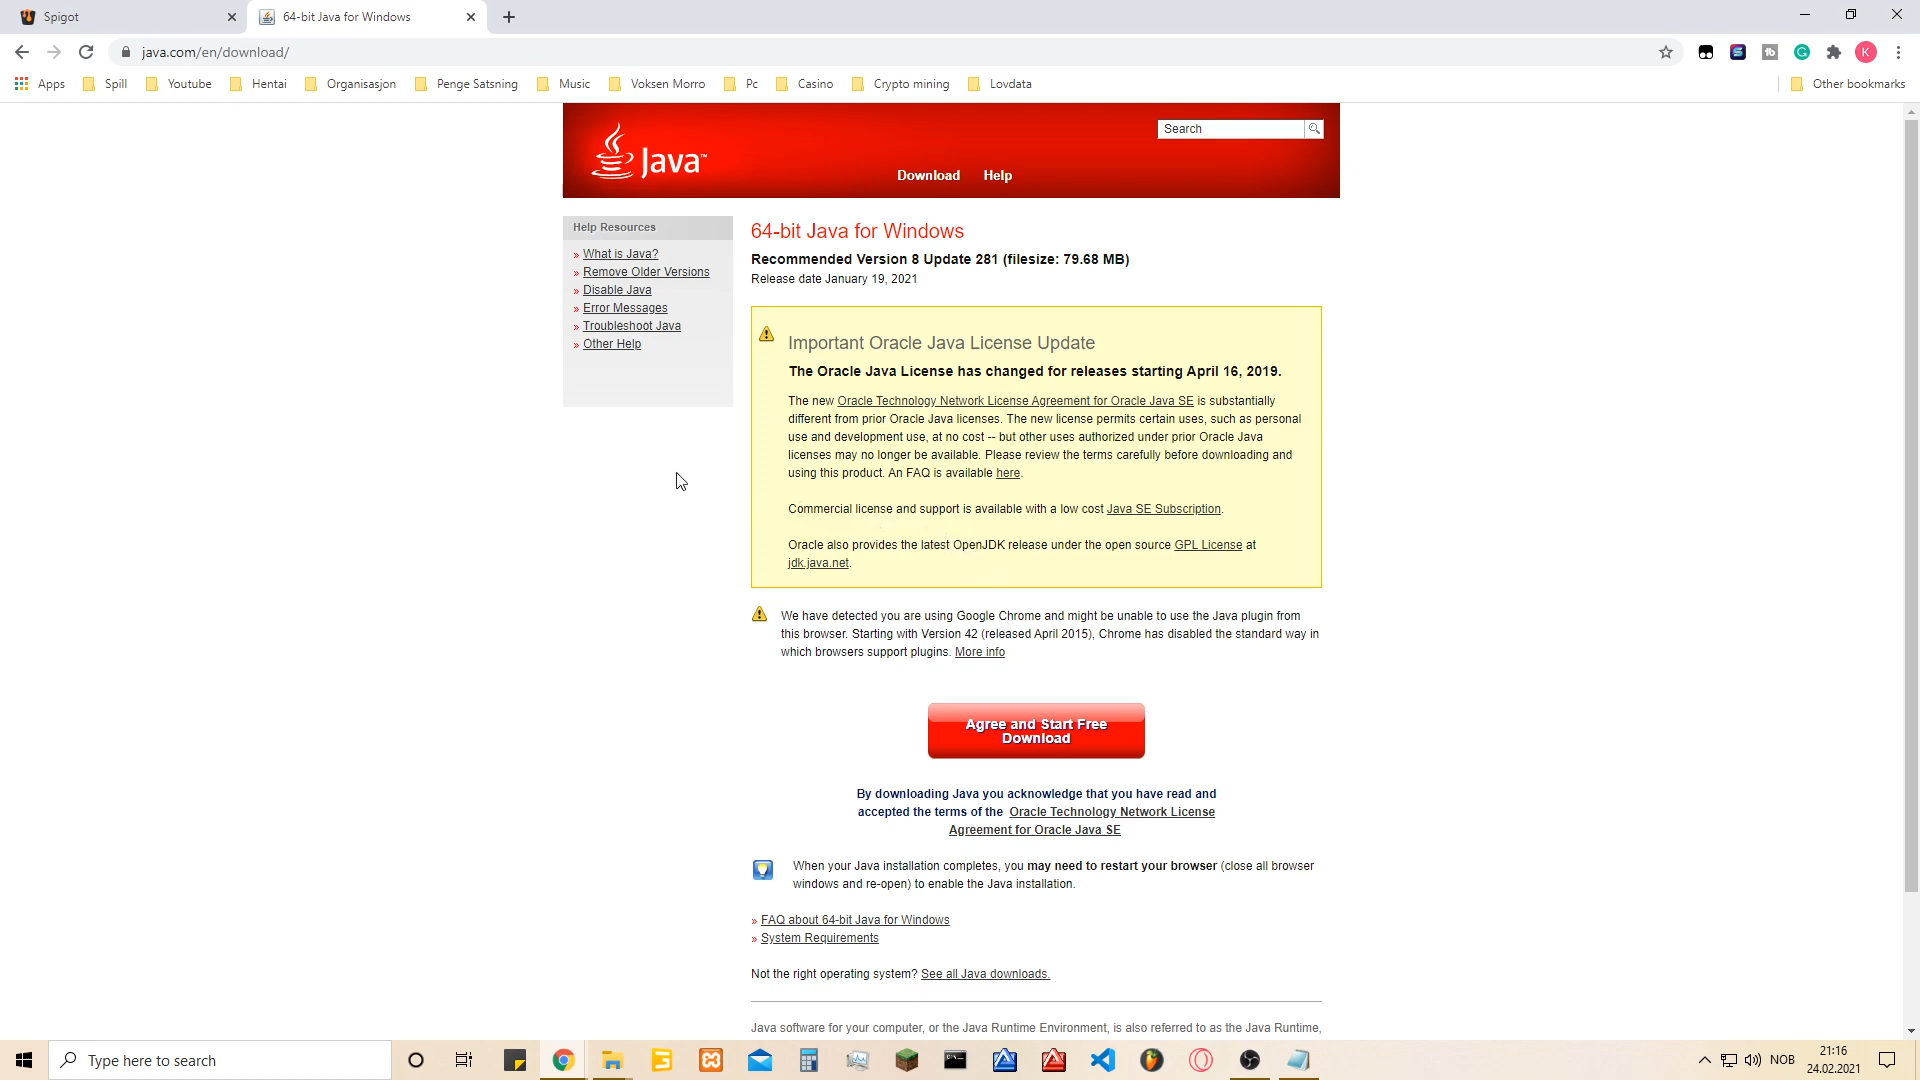 Spigot
64-bit Java for Windows
java.com/en/download/
K
Apps
Spill
Youtube
Hentai
Organisasjon
Penge Satsning
Music
Voksen Morro
Pc
Casino
Crypto mining
Lovdata
Other bookmarks
Java™
Search
Download
Help
Help Resources
» What is Java?
» Remove Older Versions
» Disable Java
» Error Messages
» Troubleshoot Java
» Other Help
64-bit Java for Windows
Recommended Version 8 Update 281 (filesize: 79.68 MB)
Release date January 19, 2021
Important Oracle Java License Update
The Oracle Java License has changed for releases starting April 16, 2019.
The new Oracle Technology Network License Agreement for Oracle Java SE is substantially
different from prior Oracle Java licenses. The new license permits certain uses, such as personal
use and development use, at no cost -- but other uses authorized under prior Oracle Java
licenses may no longer be available. Please review the terms carefully before downloading and
using this product. An FAQ is available here.
Commercial license and support is available with a low cost Java SE Subscription.
Oracle also provides the latest OpenJDK release under the open source GPL License at
jdk.java.net.
We have detected you are using Google Chrome and might be unable to use the Java plugin from
this browser. Starting with Version 42 (released April 2015), Chrome has disabled the standard way in
which browsers support plugins. More info
Agree and Start Free
Download
By downloading Java you acknowledge that you have read and
accepted the terms of the Oracle Technology Network License
Agreement for Oracle Java SE
When your Java installation completes, you may need to restart your browser (close all browser
windows and re-open) to enable the Java installation.
» FAQ about 64-bit Java for Windows
» System Requirements
Not the right operating system? See all Java downloads.
Java software for your computer, or the Java Runtime Environment, is also referred to as the Java Runtime,
Type here to search
NOB
21:16
24.02.2021